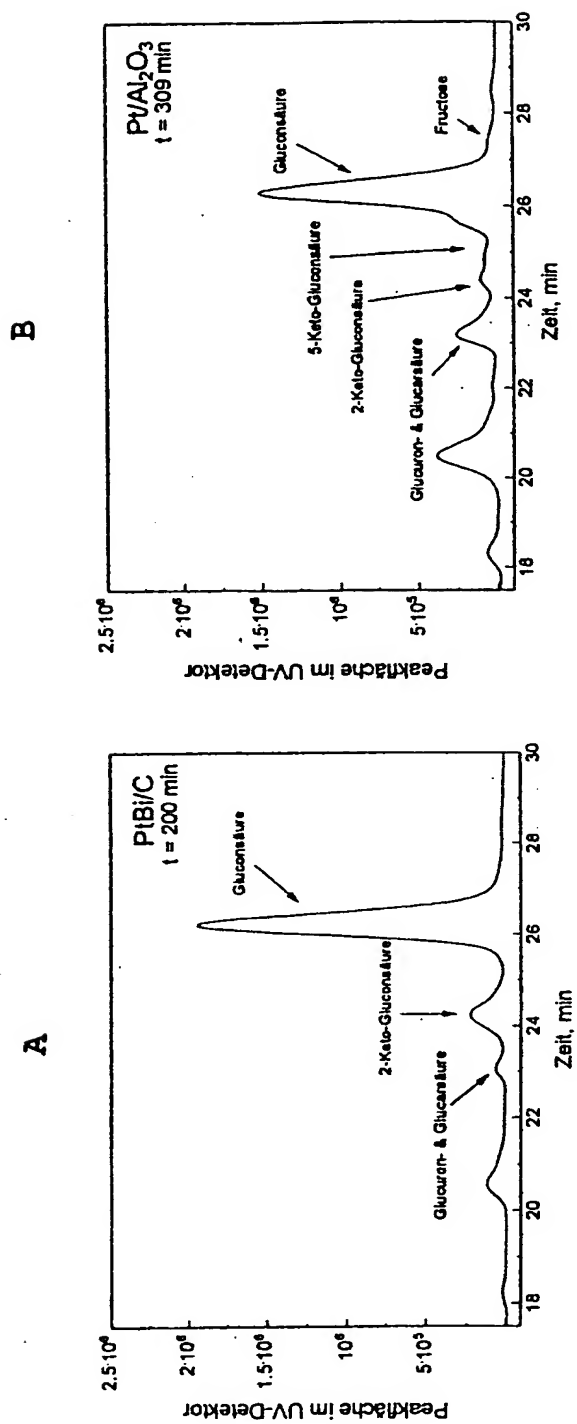 A
PtBi/C
t = 200 min
Gluconsäure
2-Keto-Gluconsäure
Glucuron- & Glucarsäure
2.5·10⁶
2·10⁶
1.5·10⁶
10⁶
5·10⁵
Peakfläche im UV-Detektor
18 20 22 24 26 28 30
Zeit, min
B
Pt/Al₂O₃
t = 309 min
Gluconsäure
Fructose
5-Keto-Gluconsäure
2-Keto-Gluconsäure
Glucuron- & Glucarsäure
2.5·10⁶
2·10⁶
1.5·10⁶
10⁶
5·10⁵
Peakfläche im UV-Detektor
18 20 22 24 26 28 30
Zeit, min